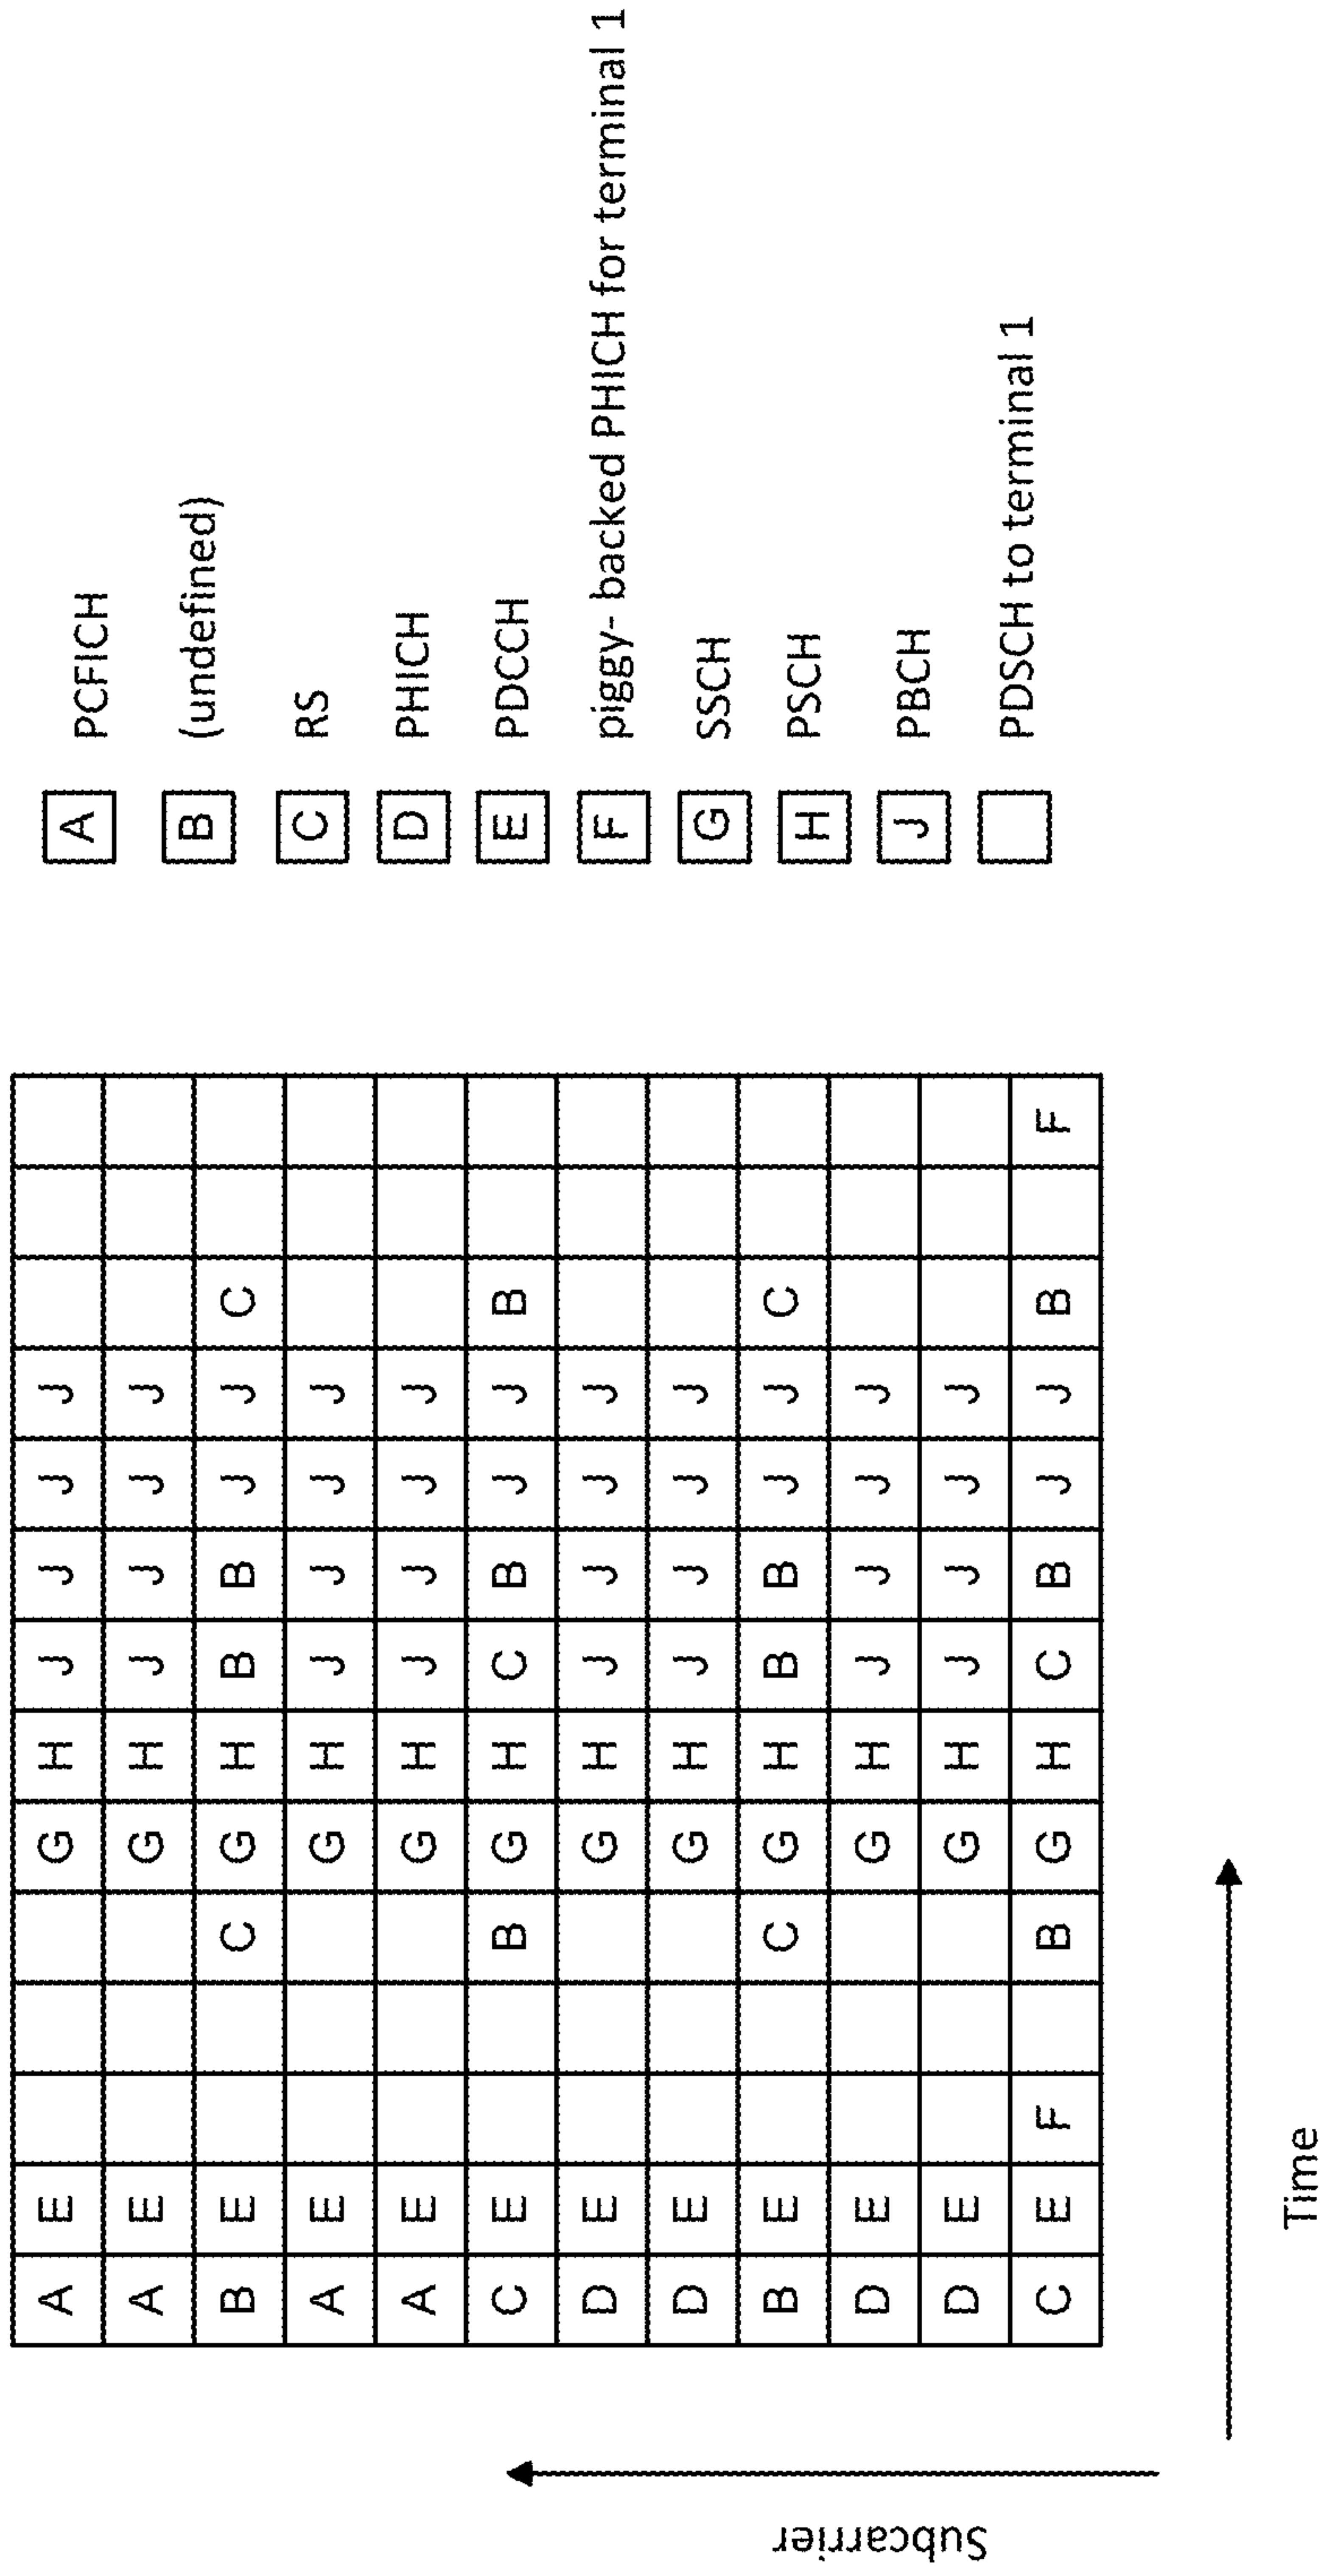 A E G H J J J J
A E G H J J J J
B E C G H B B J J C
A E G H J J J J
A E G H J J J J
C E B G H C B J J B
D E G H J J J J
D E G H J J J J
B E C G H B B J J C
D E G H J J J J
D E G H J J J J
C E F B G H C B J J B F
Subcarrier
Time
A PCFICH
B (undefined)
C RS
D PHICH
E PDCCH
F piggy- backed PHICH for terminal 1
G SSCH
H PSCH
J PBCH
PDSCH to terminal 1